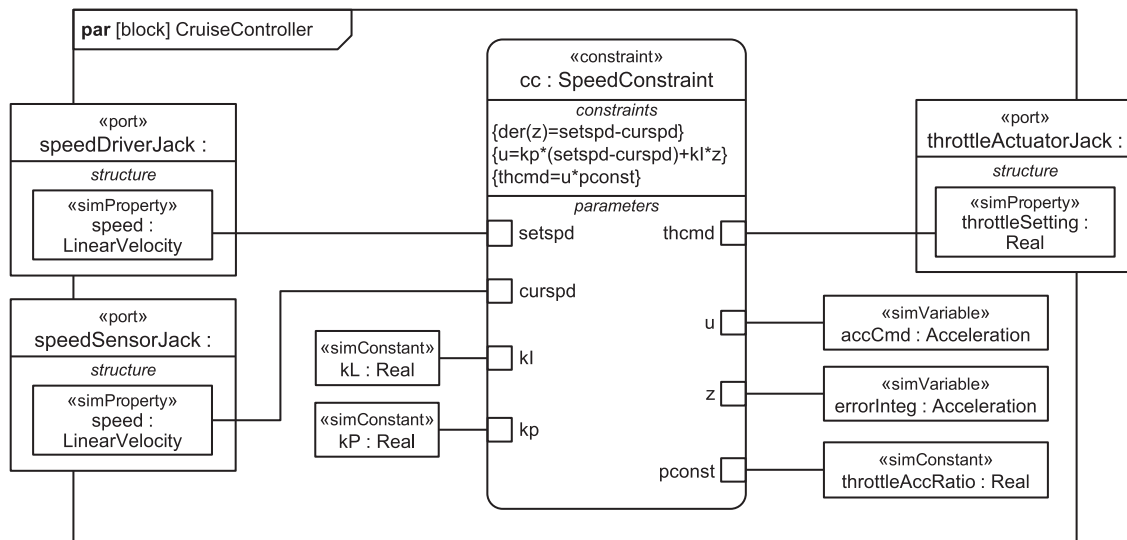 par [block] CruiseController
«constraint»
cc : SpeedConstraint
constraints
{der(z)=setspd-curspd}
{u=kp*(setspd-curspd)+kl*z}
{thcmd=u*pconst}
parameters
setspd
curspd
kl
kp
thcmd
u
z
pconst
«port»
speedDriverJack :
structure
«simProperty»
speed :
LinearVelocity
«port»
speedSensorJack :
structure
«simProperty»
speed :
LinearVelocity
«simConstant»
kL : Real
«simConstant»
kP : Real
«port»
throttleActuatorJack :
structure
«simProperty»
throttleSetting :
Real
«simVariable»
accCmd : Acceleration
«simVariable»
errorInteg : Acceleration
«simConstant»
throttleAccRatio : Real